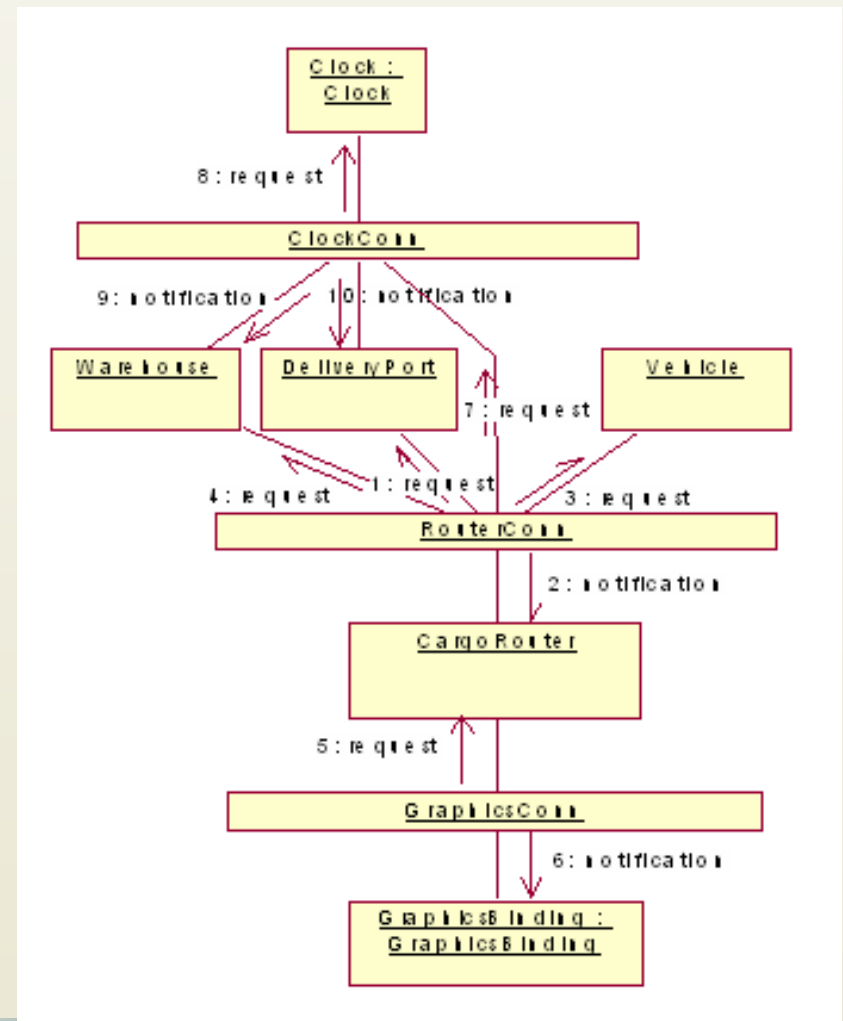 Clock :
Clock
8 : request
ClockConn
9: notification
10: notification
Warehouse
DeliveryPort
Vehicle
7: request
4: request
1: request
3: request
RouterConn
2: notification
CargoRouter
5: request
GraphicsConn
6: notification
GraphicsBinding :
GraphicsBinding